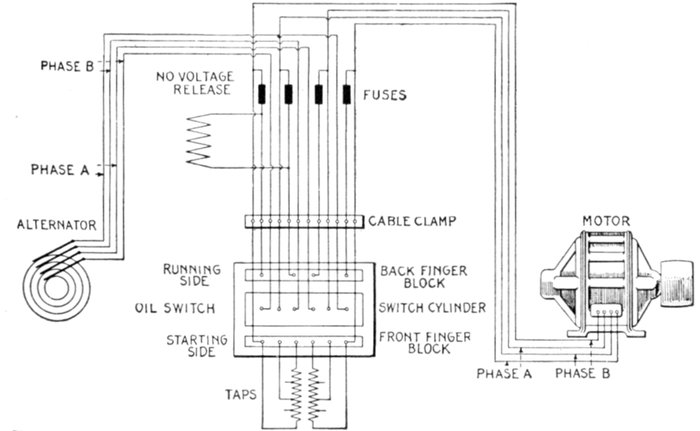 PHASE B
NO VOLTAGE
RELEASE
FUSES
PHASE A
ALTERNATOR
CABLE CLAMP
MOTOR
RUNNING
SIDE
BACK FINGER
BLOCK
OIL SWITCH
SWITCH CYLINDER
STARTING
SIDE
FRONT FINGER
BLOCK
PHASE A
PHASE B
TAPS